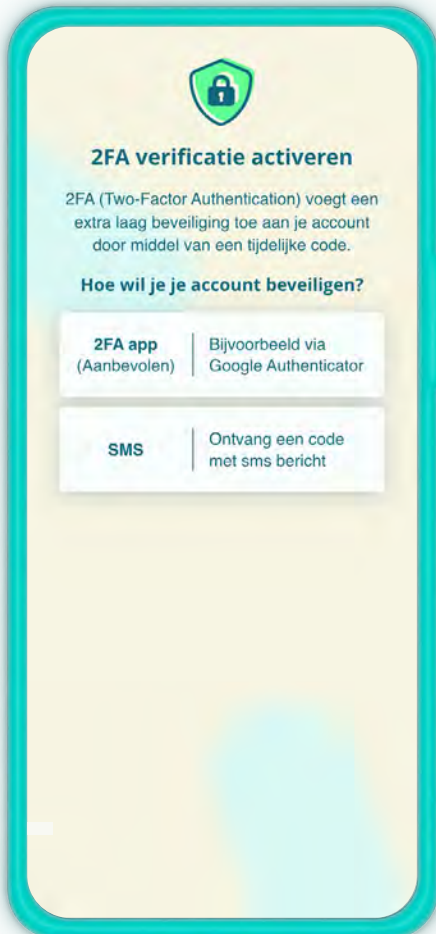 2FA verificatie activeren
2FA (Two-Factor Authentication) voegt een
extra laag beveiliging toe aan je account
door middel van een tijdelijke code.
Hoe wil je je account beveiligen?
2FA app
(Aanbevolen)
Bijvoorbeeld via
Google Authenticator
SMS
Ontvang een code
met sms bericht